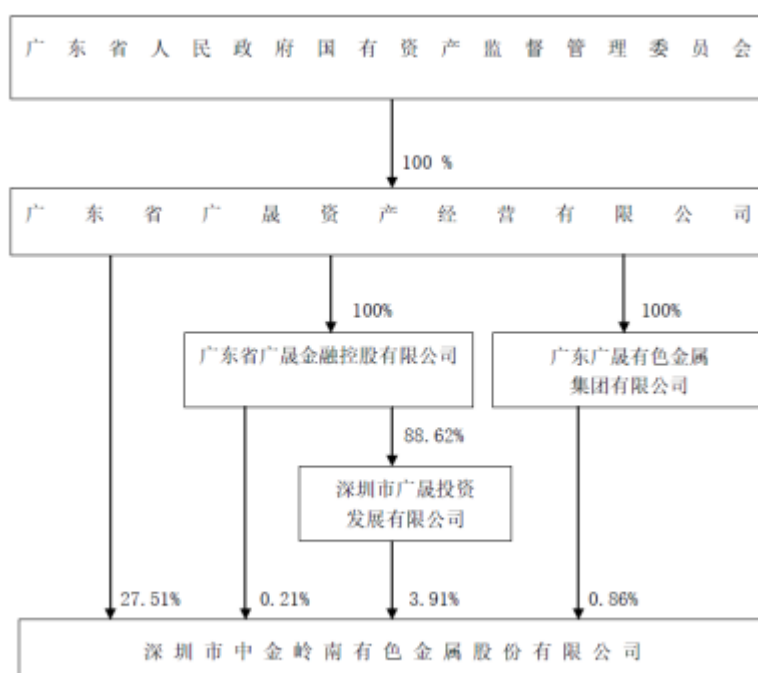 广东省人民政府国有资产监督管理委员会
100 %
广东省广晟资产经营有限公司
100%
100%
广东省广晟金融控股有限公司
广东广晟有色金属
集团有限公司
88.62%
深圳市广晟投资
发展有限公司
27.51%
0.21%
3.91%
0.86%
深圳市中金岭南有色金属股份有限公司